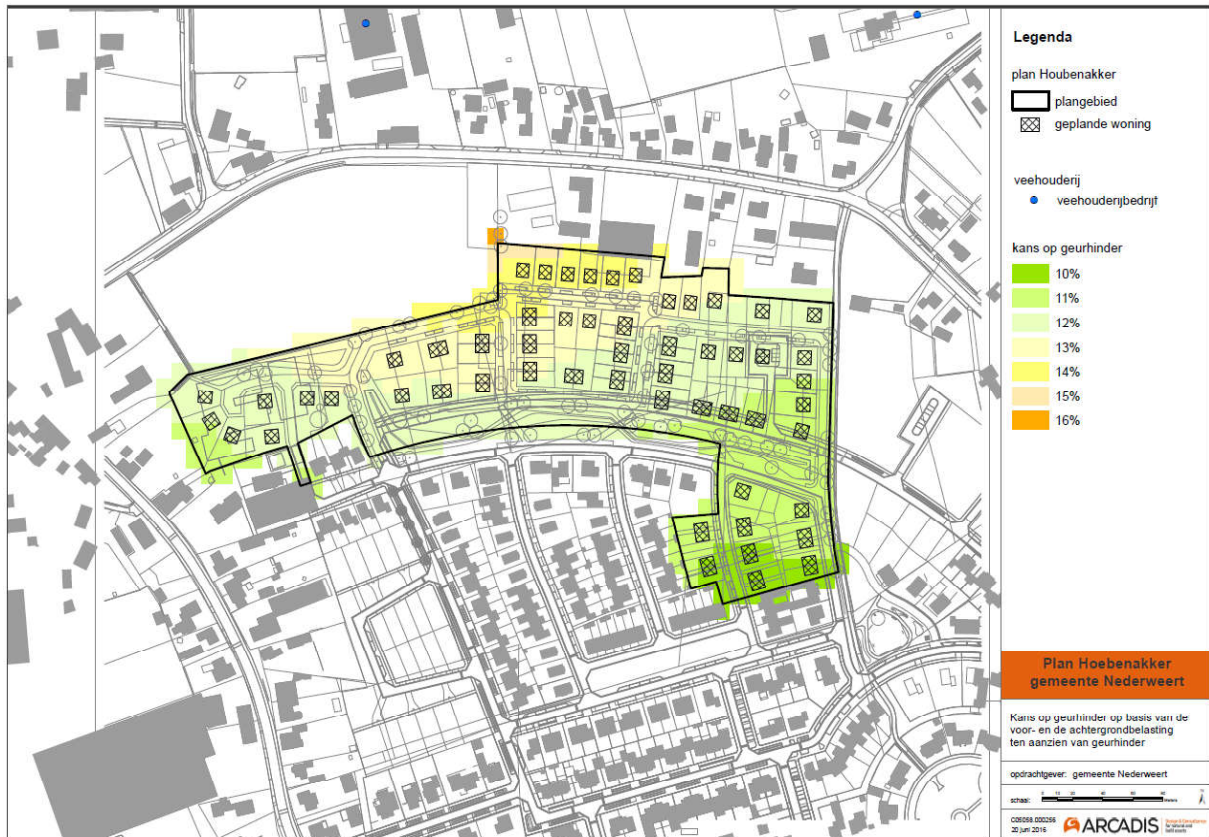 Legenda
plan Houbenakker
plangebied
geplande woning
veehouderij
veehouderijbedrijf
kans op geurhinder
10%
11%
12%
13%
14%
15%
16%
Plan Hoebenakker
gemeente Nederweert
Kans op geurhinder op basis van de
voor- en de achtergrondbelasting
ten aanzien van geurhinder
opdrachtgever: gemeente Nederweert
schaal:
20 juni 2016
ARCADIS